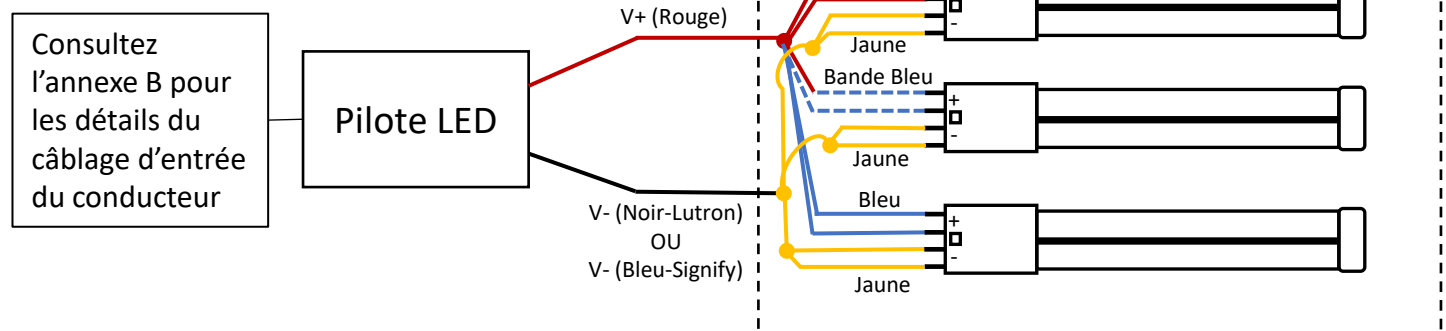 Consultez
l'annexe B pour
les détails du
câblage d'entrée
du conducteur
Pilote LED
V+ (Rouge)
V- (Noir-Lutron)
OU
V- (Bleu-Signify)
-
Jaune
Bande Bleu
+
-
Jaune
Bleu
+
-
Jaune